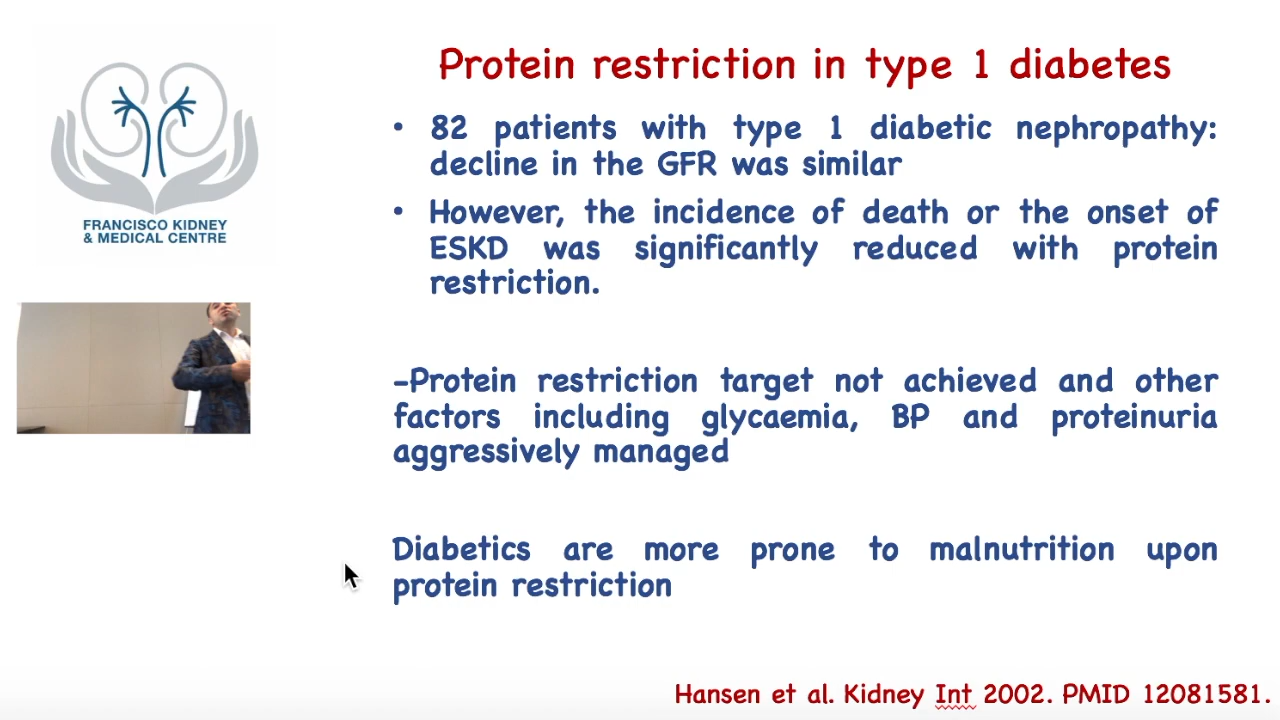 Protein restriction in type 1 diabetes
• 82 patients with type 1 diabetic nephropathy:
decline in the GFR was similar
• However, the incidence of death or the onset of
ESKD was significantly reduced with protein
restriction.
-Protein restriction target not achieved and other
factors including glycaemia, BP and proteinuria
aggressively managed
Diabetics are more prone to malnutrition upon
protein restriction
Hansen et al. Kidney Int 2002. PMID 12081581.
FRANCISCO KIDNEY
& MEDICAL CENTRE